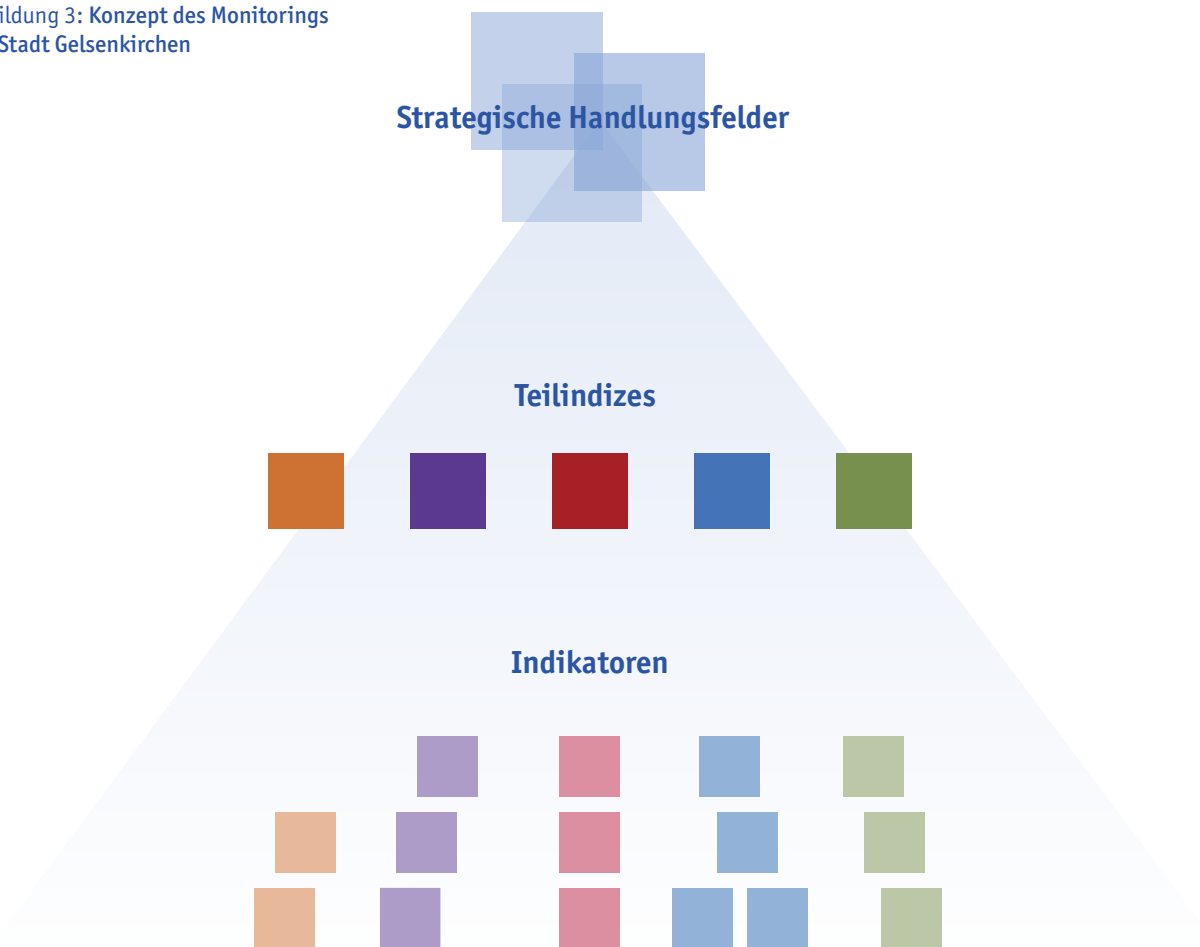 ildung 3: Konzept des Monitorings
Stadt Gelsenkirchen
Strategische Handlungsfelder
Teilindizes
Indikatoren